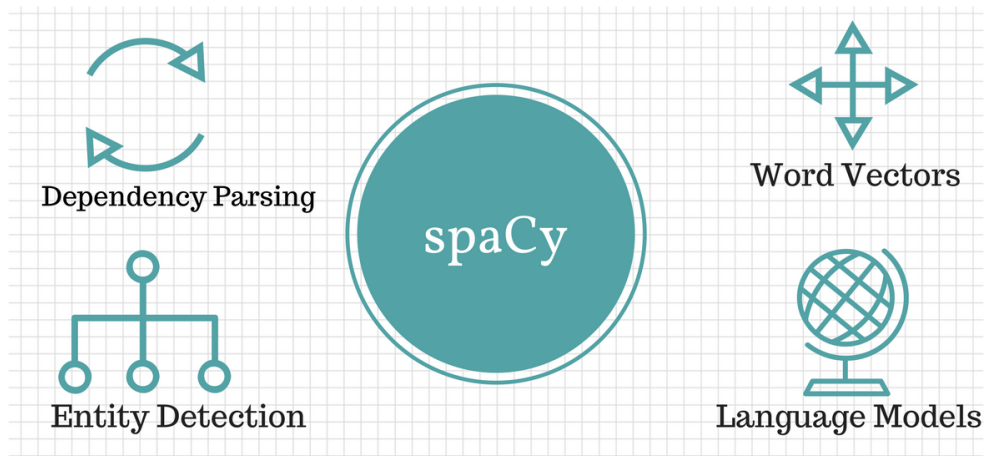 Dependency Parsing
Word Vectors
spaCy
Entity Detection
Language Models